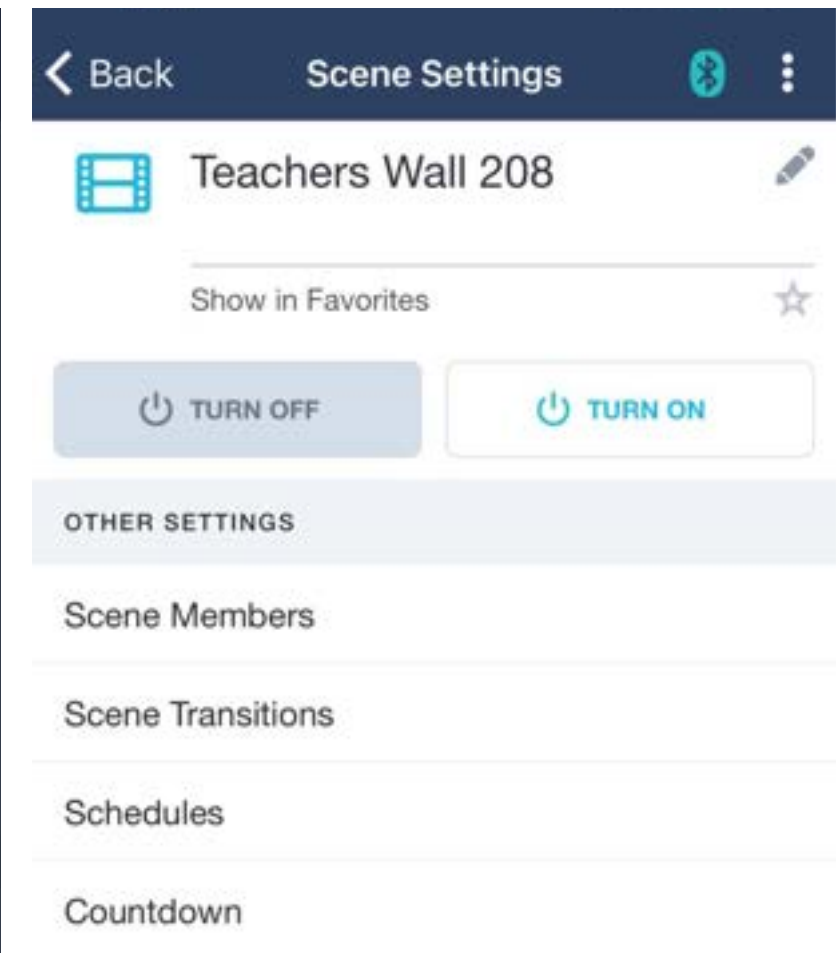 Back Scene Settings
Teachers Wall 208
Show in Favorites
TURN OFF TURN ON
OTHER SETTINGS
Scene Members
Scene Transitions
Schedules
Countdown